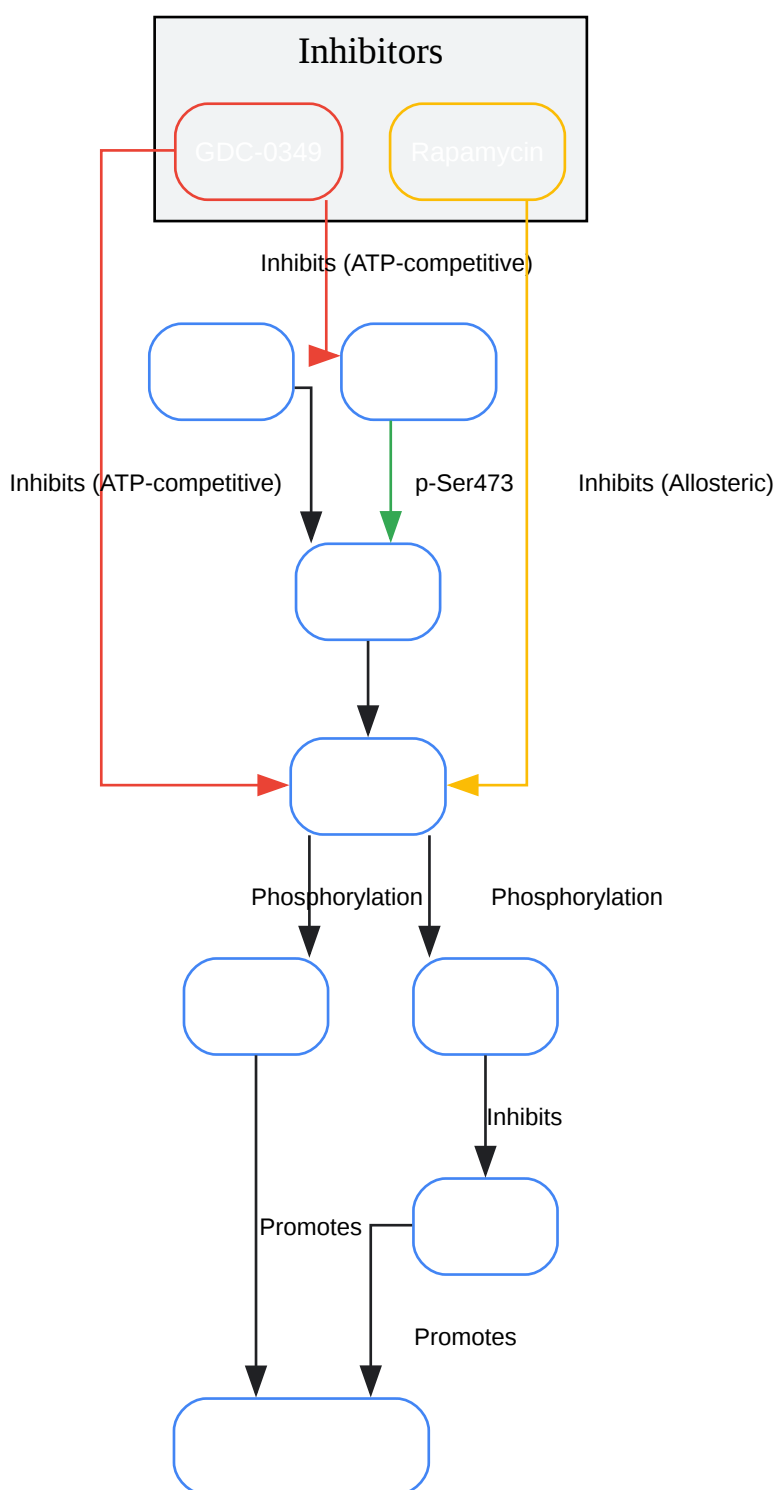 Inhibitors
GDC-0349
Rapamycin
Inhibits (ATP-competitive)
Inhibits (ATP-competitive)
p-Ser473
Inhibits (Allosteric)
Phosphorylation
Phosphorylation
Inhibits
Promotes
Promotes